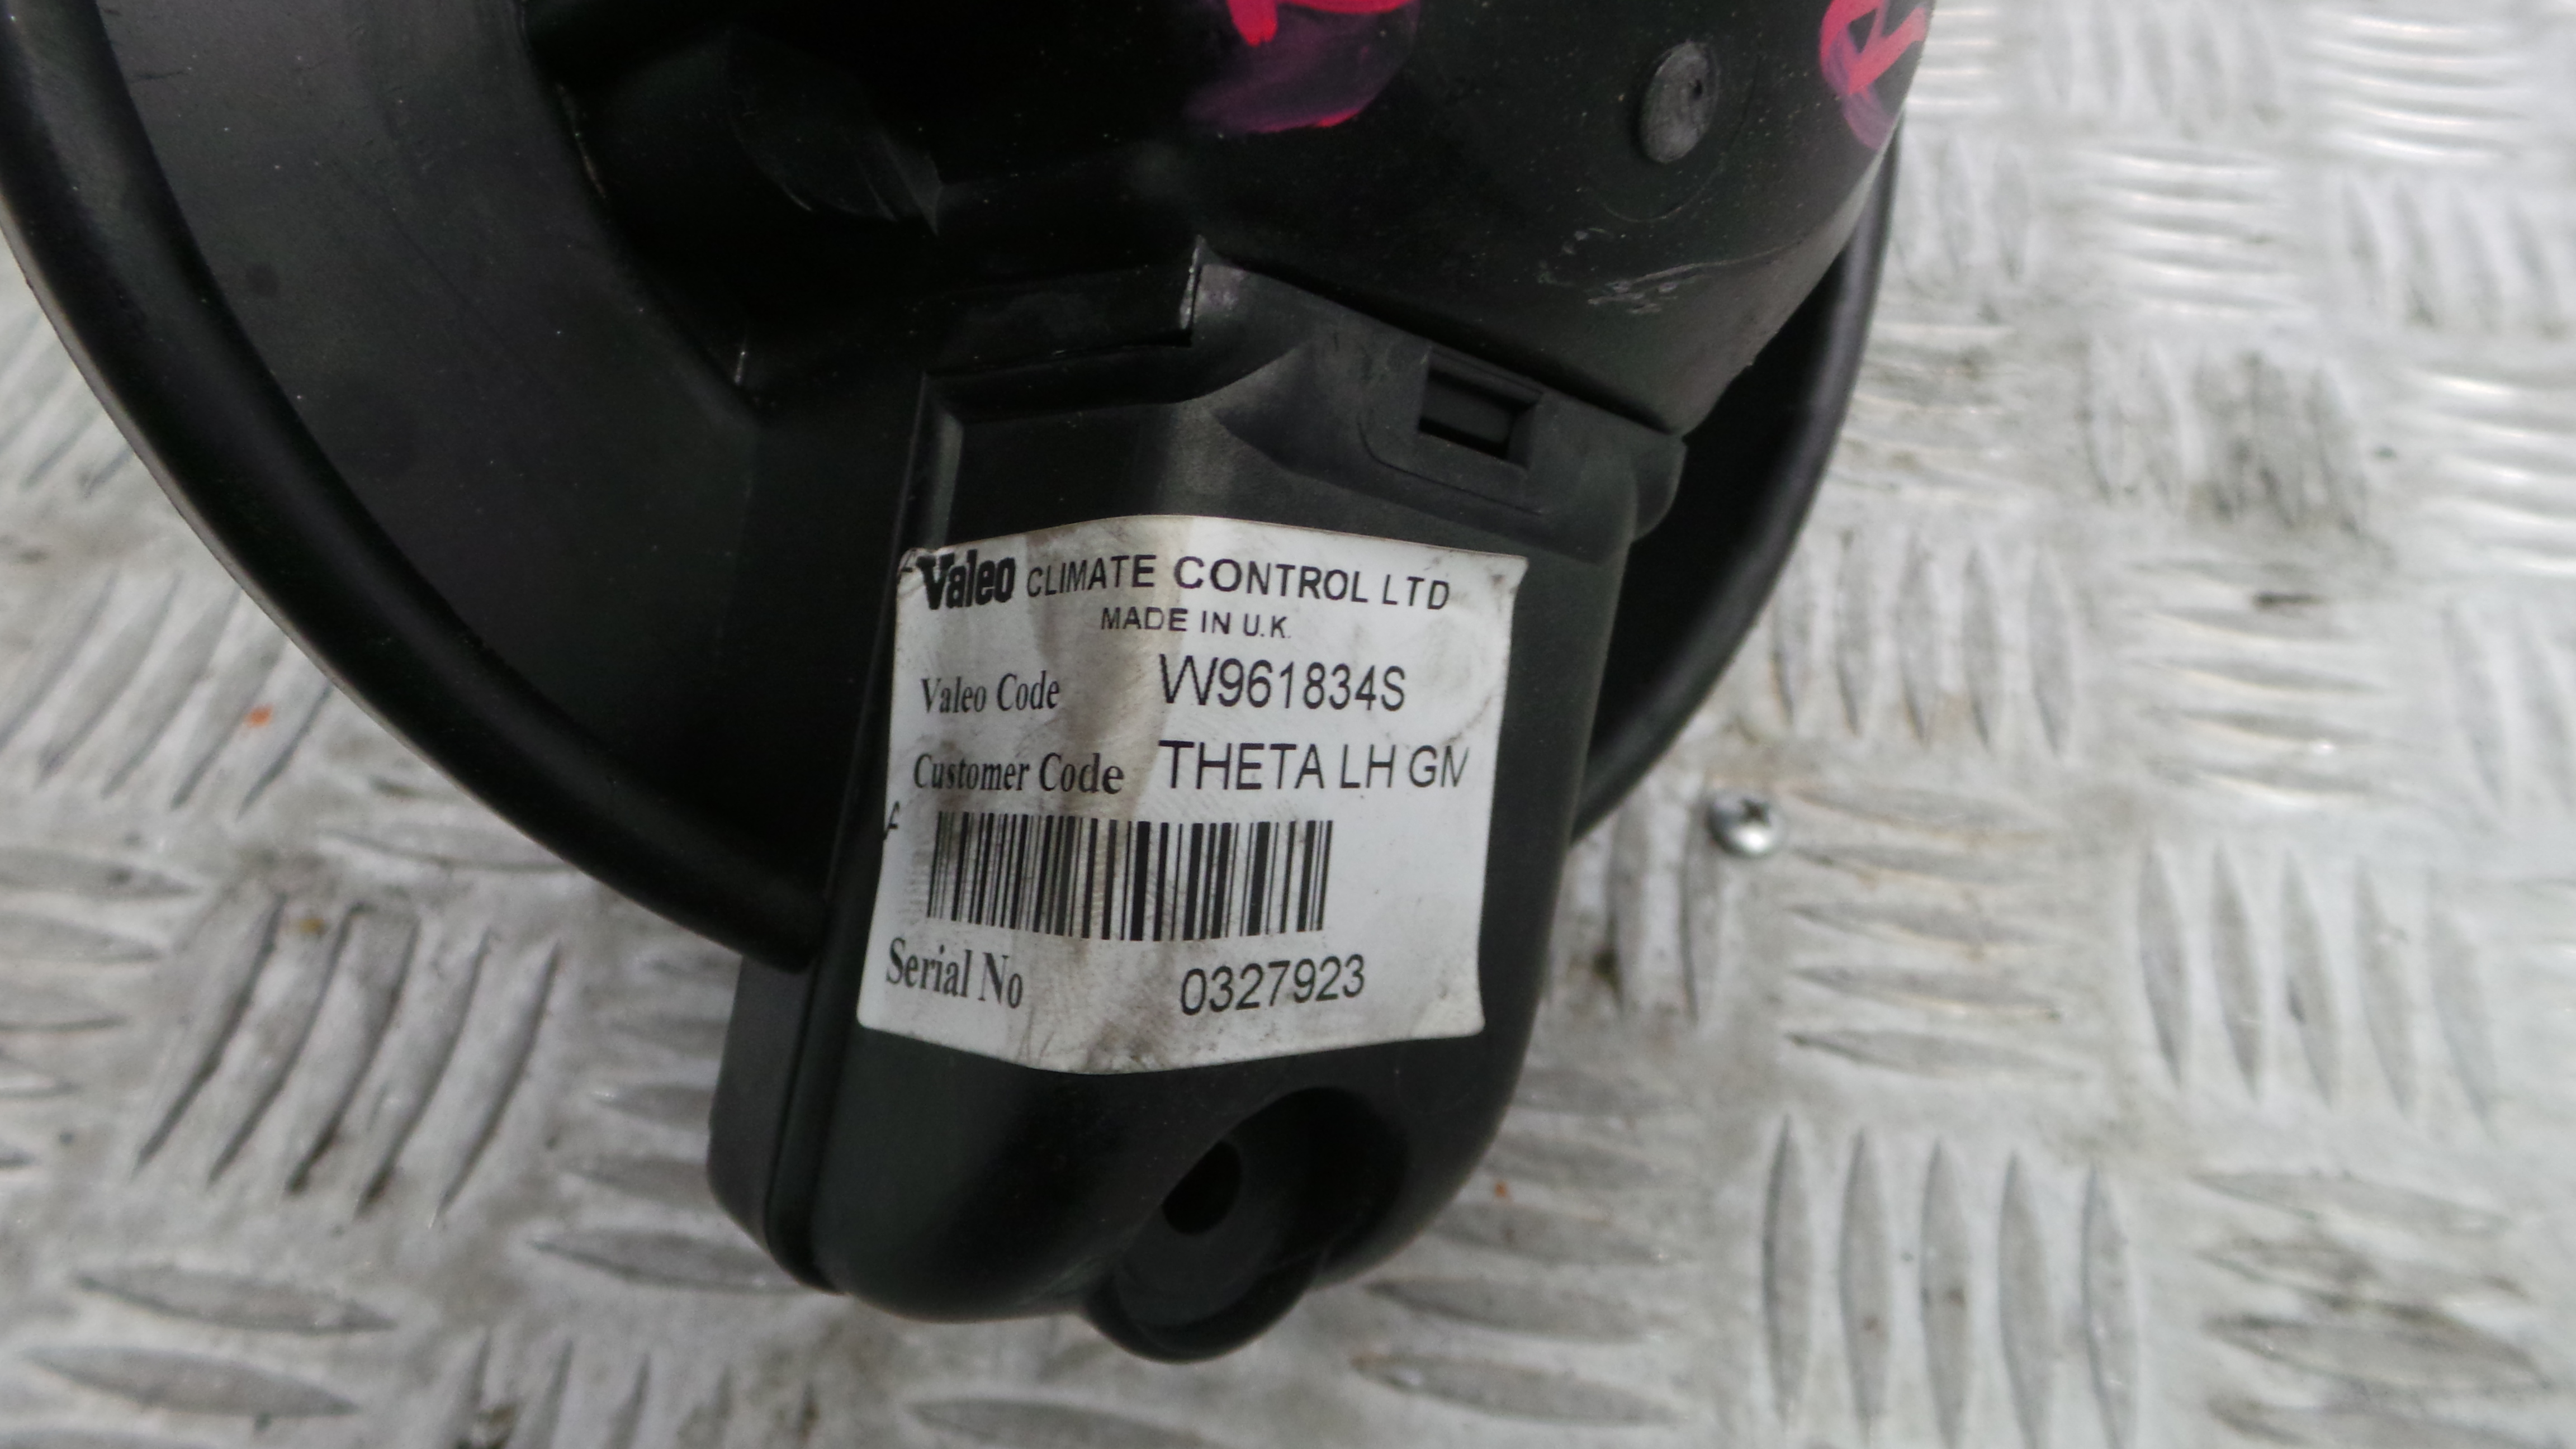 Valeo CLIMATE CONTROL LTD
MADE IN U.K.
Valeo Code W961834S
Customer Code THETA LH GM
Serial No 0327923